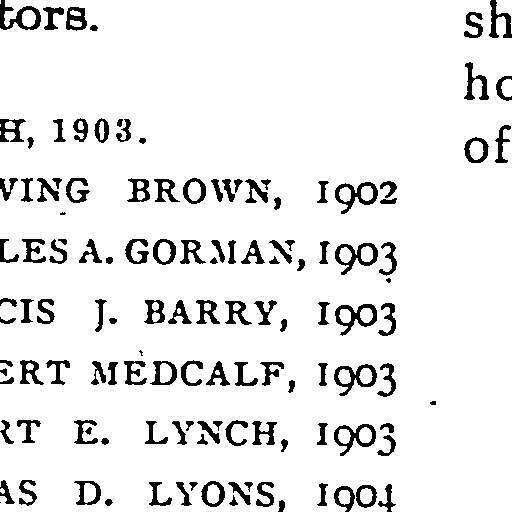 tors.
H, 1903.
WING BROWN, 1902
LES A. GORMAN, 1903
CIS J. BARRY, 1903
ERT MEDCALF, 1903
RT E. LYNCH, 1903
AS D. LYONS, 1904
sh
ho
of